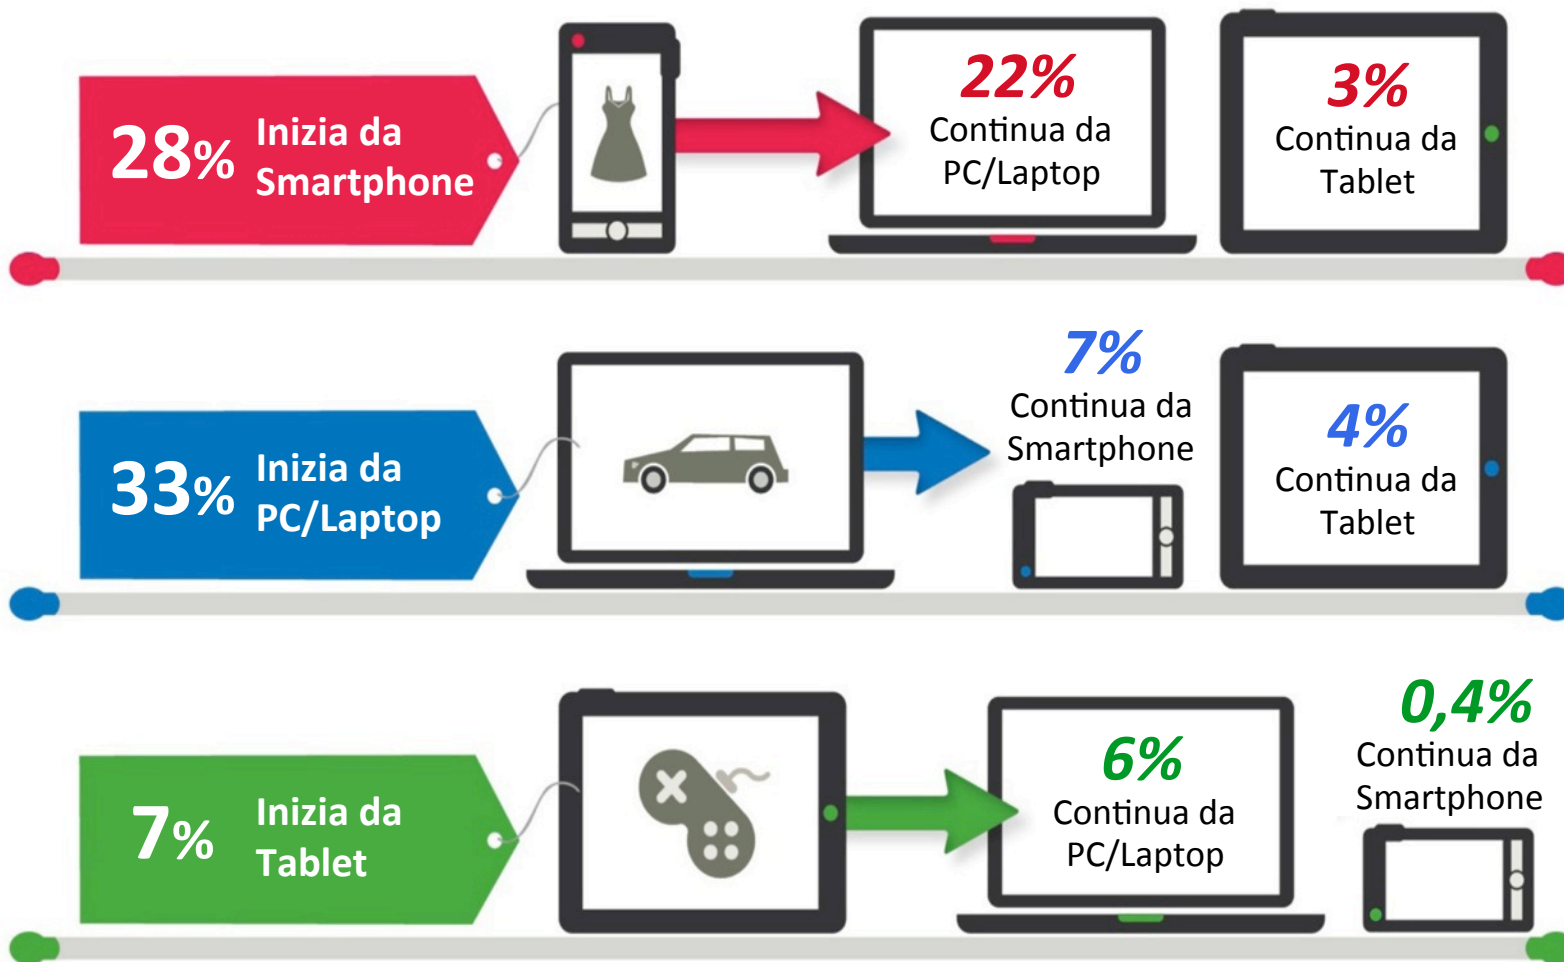 28% Inizia da
Smartphone
22%
Continua da
PC/Laptop
3%
Continua da
Tablet
33% Inizia da
PC/Laptop
7%
Continua da
Smartphone
4%
Continua da
Tablet
7% Inizia da
Tablet
6%
Continua da
PC/Laptop
0,4%
Continua da
Smartphone